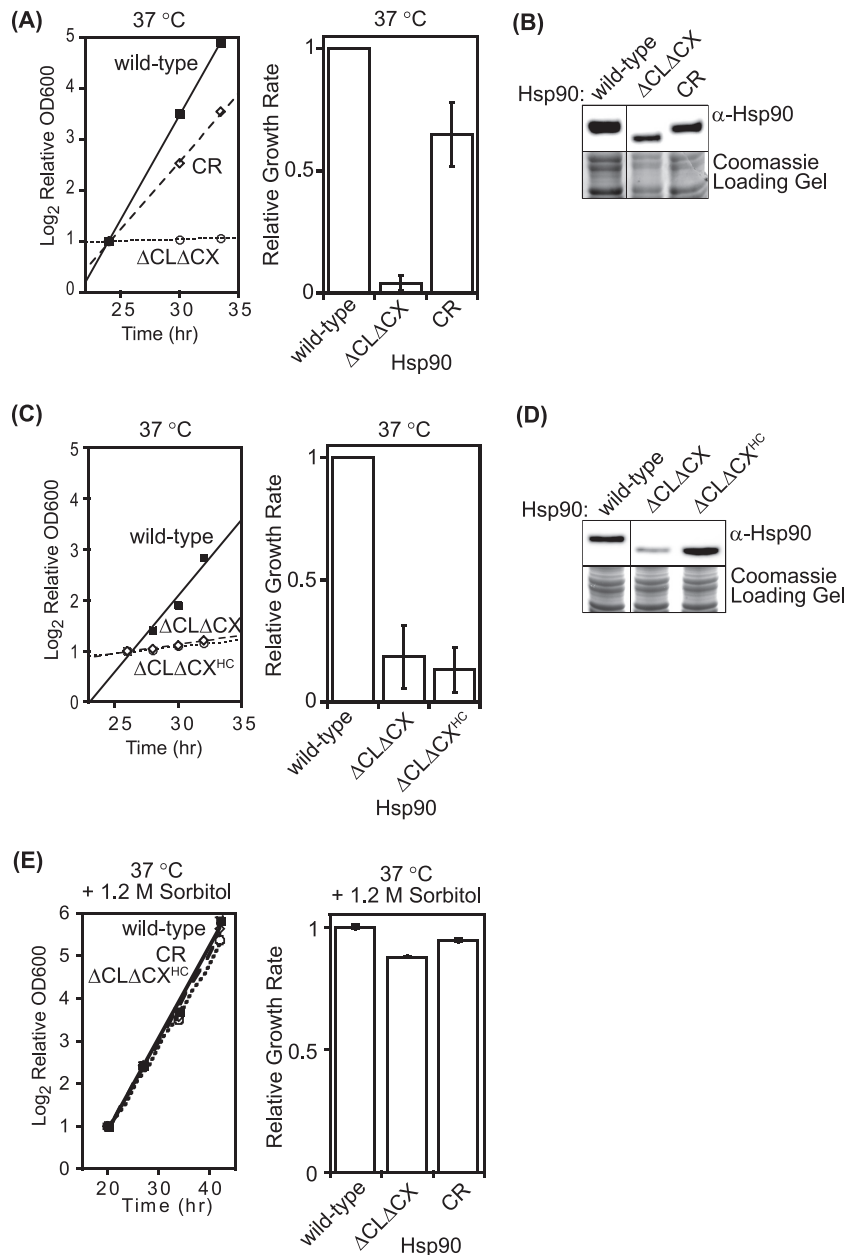 (A)
37 °C
5
4
3
2
1
0
Log2 Relative OD600
wild-type
CR
ΔCLΔCX
25
30
35
Time (hr)
37 °C
1
0.5
0
Relative Growth Rate
wild-type
ΔCLΔCX
CR
Hsp90
(B)
Hsp90:
wild-type
ΔCLΔCX
CR
α-Hsp90
Coomassie
Loading Gel
(C)
37 °C
5
4
3
2
1
0
Log2 Relative OD600
wild-type
ΔCLΔCX
ΔCLΔCXHC
25
30
35
Time (hr)
37 °C
1
0.5
0
Relative Growth Rate
wild-type
ΔCLΔCX
ΔCLΔCXHC
Hsp90
(D)
Hsp90:
wild-type
ΔCLΔCX
ΔCLΔCXHC
α-Hsp90
Coomassie
Loading Gel
(E)
37 °C
+ 1.2 M Sorbitol
6
5
4
3
2
1
0
Log2 Relative OD600
wild-type
CR
ΔCLΔCXHC
20
30
40
Time (hr)
37 °C
+ 1.2 M Sorbitol
1
0.5
0
Relative Growth Rate
wild-type
ΔCLΔCX
CR
Hsp90